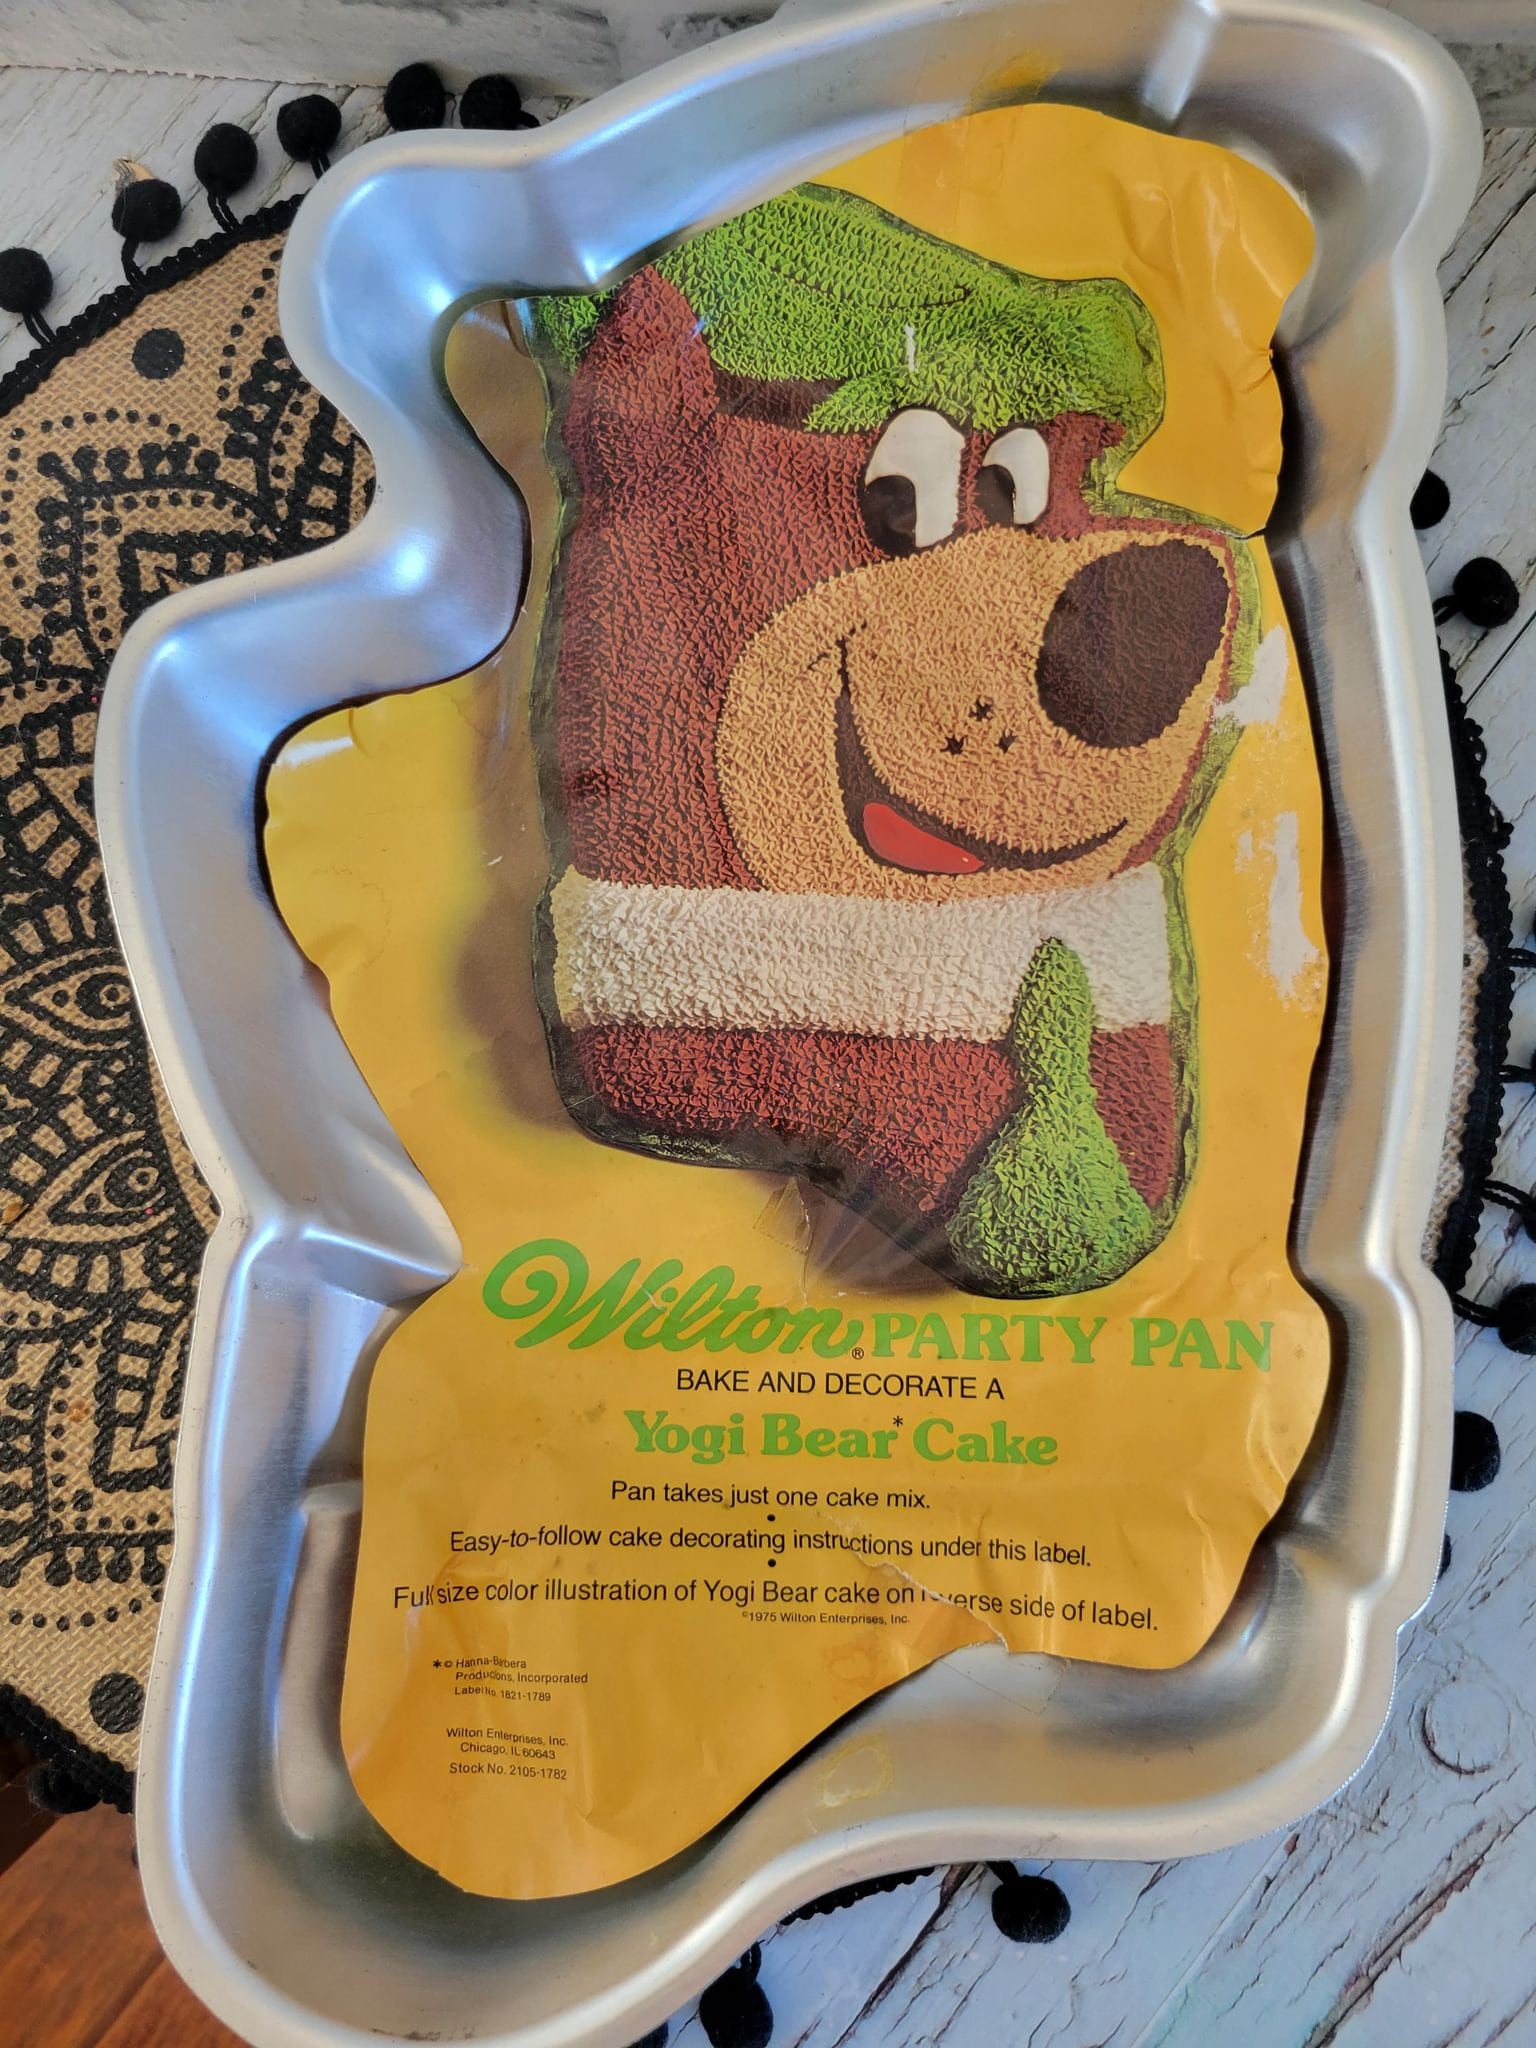 Wilton® PARTY PAN
BAKE AND DECORATE A
Yogi Bear* Cake
Pan takes just one cake mix.
•
Easy-to-follow cake decorating instructions under this label.
•
Full size color illustration of Yogi Bear cake on reverse side of label.
©1975 Wilton Enterprises, Inc.
*© Hanna-Barbera
Productions, Incorporated
Label No. 1821-1789
Wilton Enterprises, Inc.
Chicago, IL 60643
Stock No. 2105-1782